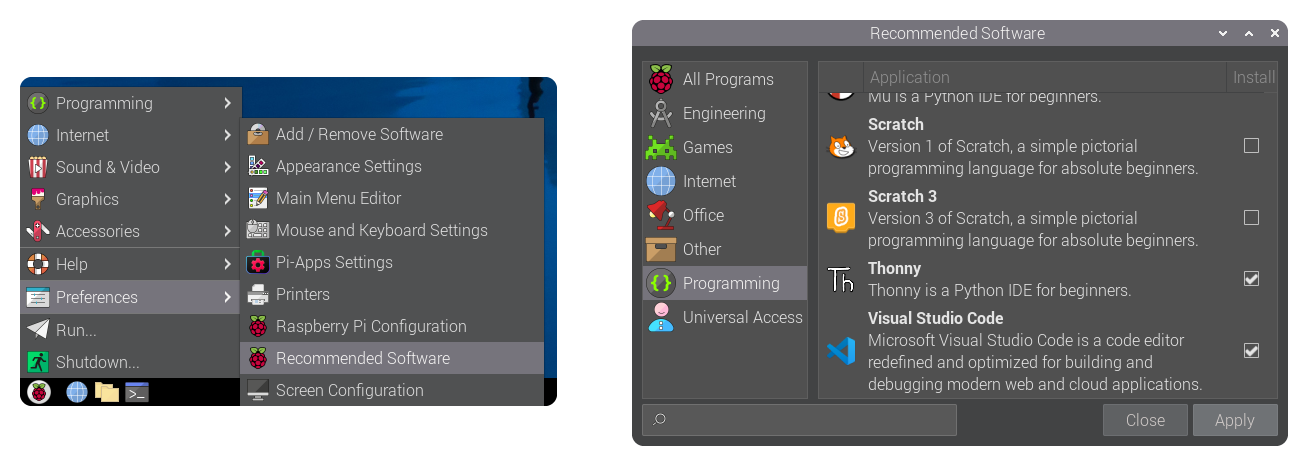 Programming
Internet
Sound & Video
Graphics
Accessories
Help
Preferences
Run...
Shutdown...
Add / Remove Software
Appearance Settings
Main Menu Editor
Mouse and Keyboard Settings
Pi-Apps Settings
Printers
Raspberry Pi Configuration
Recommended Software
Screen Configuration
Recommended Software
All Programs
Engineering
Games
Internet
Office
Other
Programming
Universal Access
Application Install
Mu is a Python IDE for beginners.
Scratch
Version 1 of Scratch, a simple pictorial
programming language for absolute beginners.
Scratch 3
Version 3 of Scratch, a simple pictorial
programming language for absolute beginners.
Th
Thonny
Thonny is a Python IDE for beginners.
Visual Studio Code
Microsoft Visual Studio Code is a code editor
redefined and optimized for building and
debugging modern web and cloud applications.
Close Apply